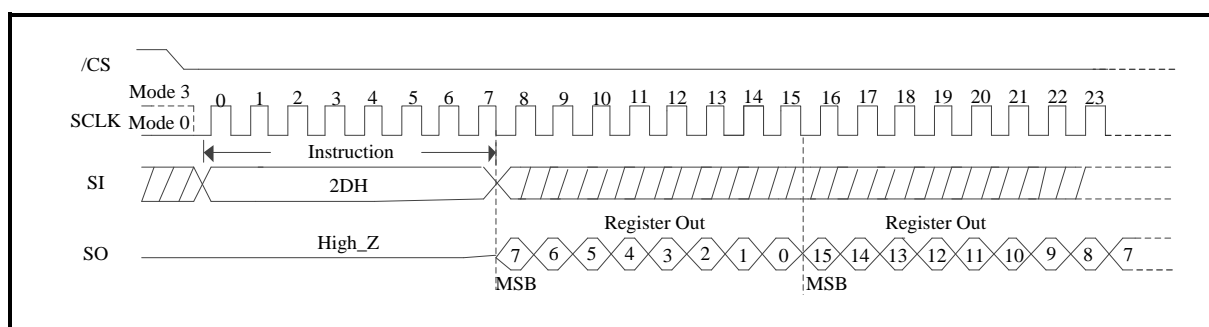 /CS
Mode 3
0 1 2 3 4 5 6 7 8 9 10 11 12 13 14 15 16 17 18 19 20 21 22 23
SCLK Mode 0
Instruction
SI
2DH
Register Out Register Out
High_Z
SO
7 6 5 4 3 2 1 0 15 14 13 12 11 10 9 8 7
MSB MSB